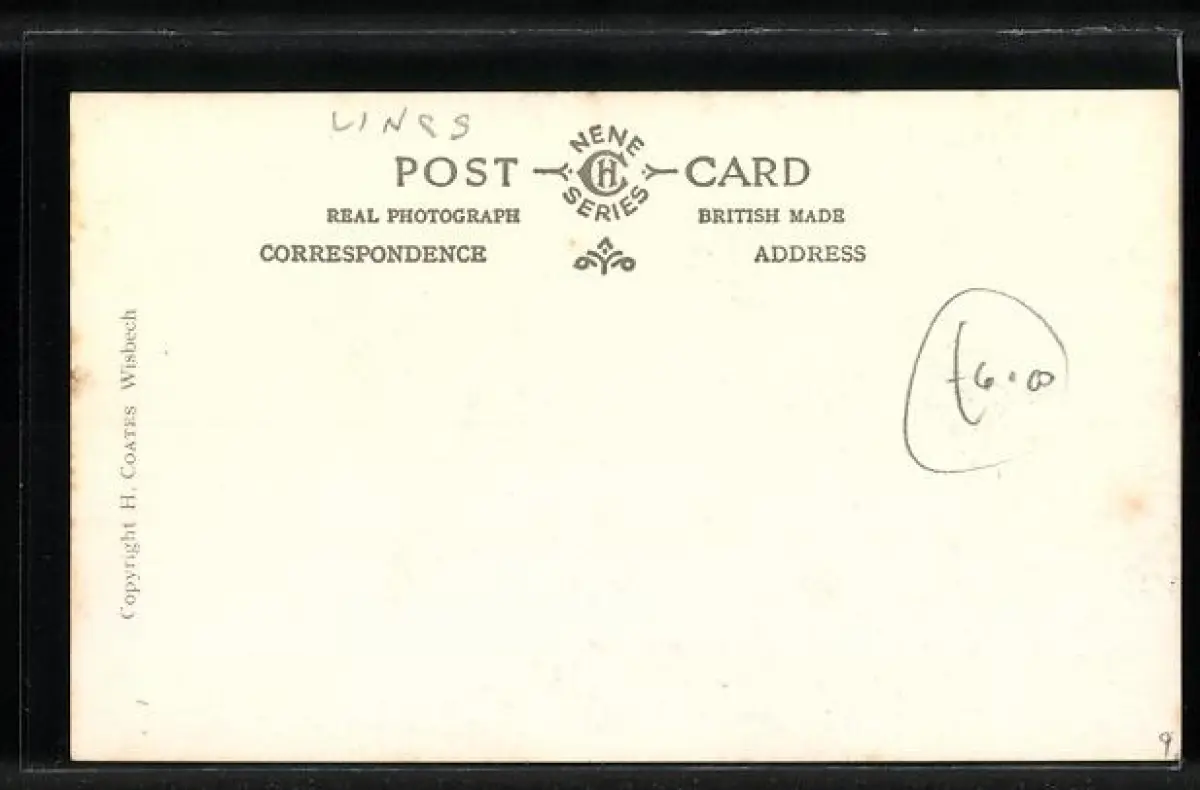 LINCS
NENE
POST CH CARD
SERIES
REAL PHOTOGRAPH BRITISH MADE
CORRESPONDENCE ADDRESS
£6.00
Copyright H. COATES Wisbech
9